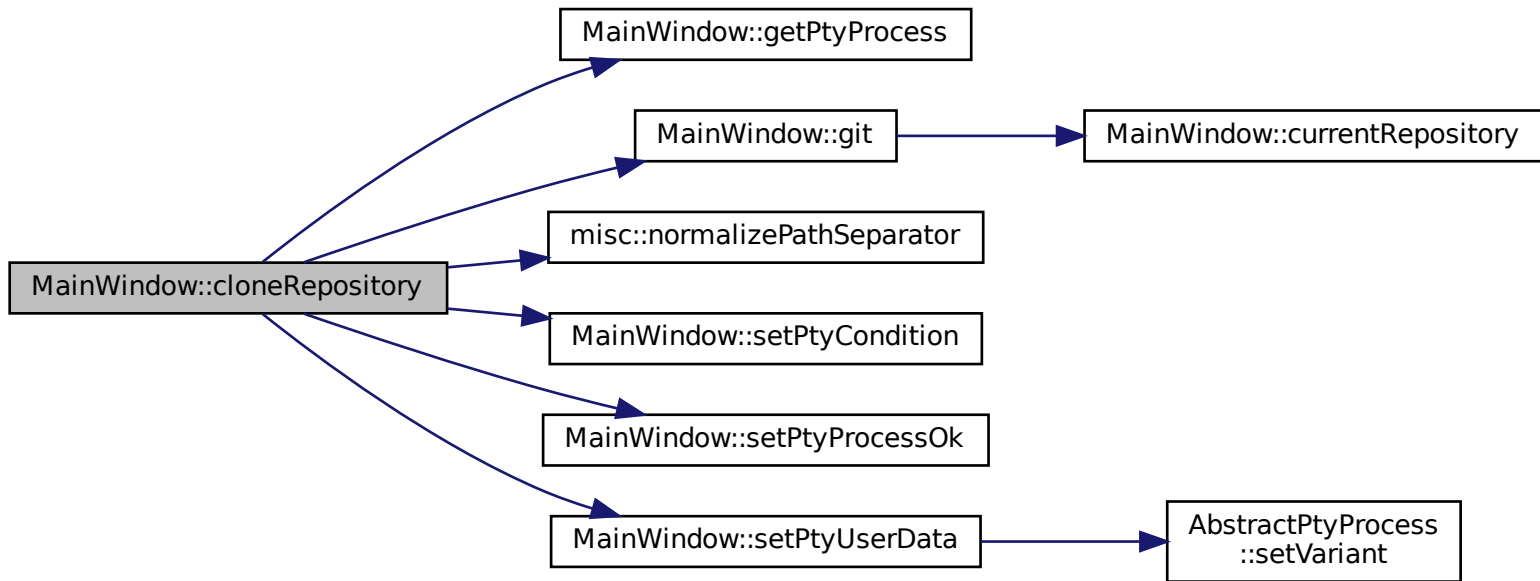 MainWindow::getPtyProcess
MainWindow::git
MainWindow::currentRepository
misc::normalizePathSeparator
MainWindow::cloneRepository
MainWindow::setPtyCondition
MainWindow::setPtyProcessOk
MainWindow::setPtyUserData
AbstractPtyProcess
::setVariant